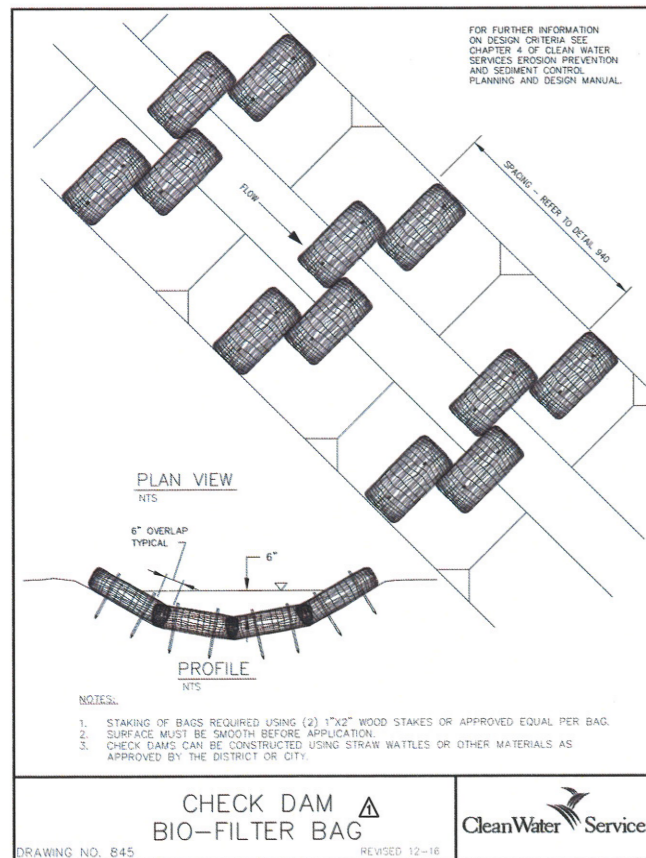 FOR FURTHER INFORMATION
ON DESIGN CRITERIA SEE
CHAPTER 4 OF CLEAN WATER
SERVICES EROSION PREVENTION
AND SEDIMENT CONTROL
PLANNING AND DESIGN MANUAL.
SPACING - REFER TO DETAIL 940
FLOW
PLAN VIEW
NTS
6" OVERLAP
TYPICAL
6"
PROFILE
NTS
NOTES:
1. STAKING OF BAGS REQUIRED USING (2) 1"X2" WOOD STAKES OR APPROVED EQUAL PER BAG.
2. SURFACE MUST BE SMOOTH BEFORE APPLICATION.
3. CHECK DAMS CAN BE CONSTRUCTED USING STRAW WATTLES OR OTHER MATERIALS AS
APPROVED BY THE DISTRICT OR CITY.
CHECK DAM 1
BIO-FILTER BAG
DRAWING NO. 845
REVISED 12-16
CleanWater Service